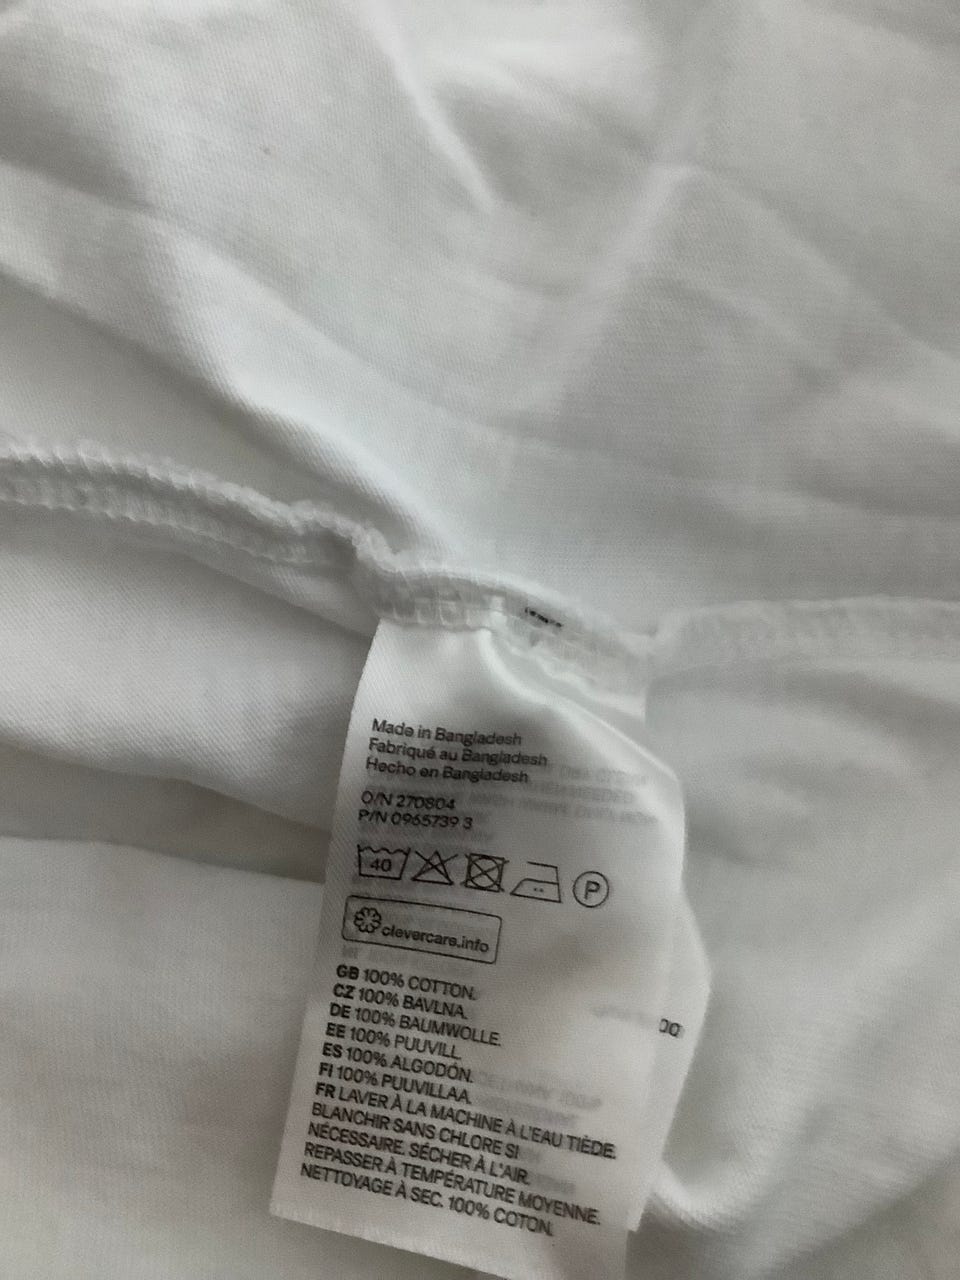 Made in Bangladesh
Fabriqué au Bangladesh
Hecho en Bangladesh
O/N 270804
P/N 0965739 3
40
P
clevercare.info
GB 100% COTTON.
CZ 100% BAVLNA.
DE 100% BAUMWOLLE.
EE 100% PUUVILL.
ES 100% ALGODÓN.
FI 100% PUUVILLAA.
FR LAVER À LA MACHINE À L'EAU TIÈDE.
BLANCHIR SANS CHLORE SI
NÉCESSAIRE. SÉCHER À L'AIR.
REPASSER À TEMPÉRATURE MOYENNE.
NETTOYAGE À SEC. 100% COTON.